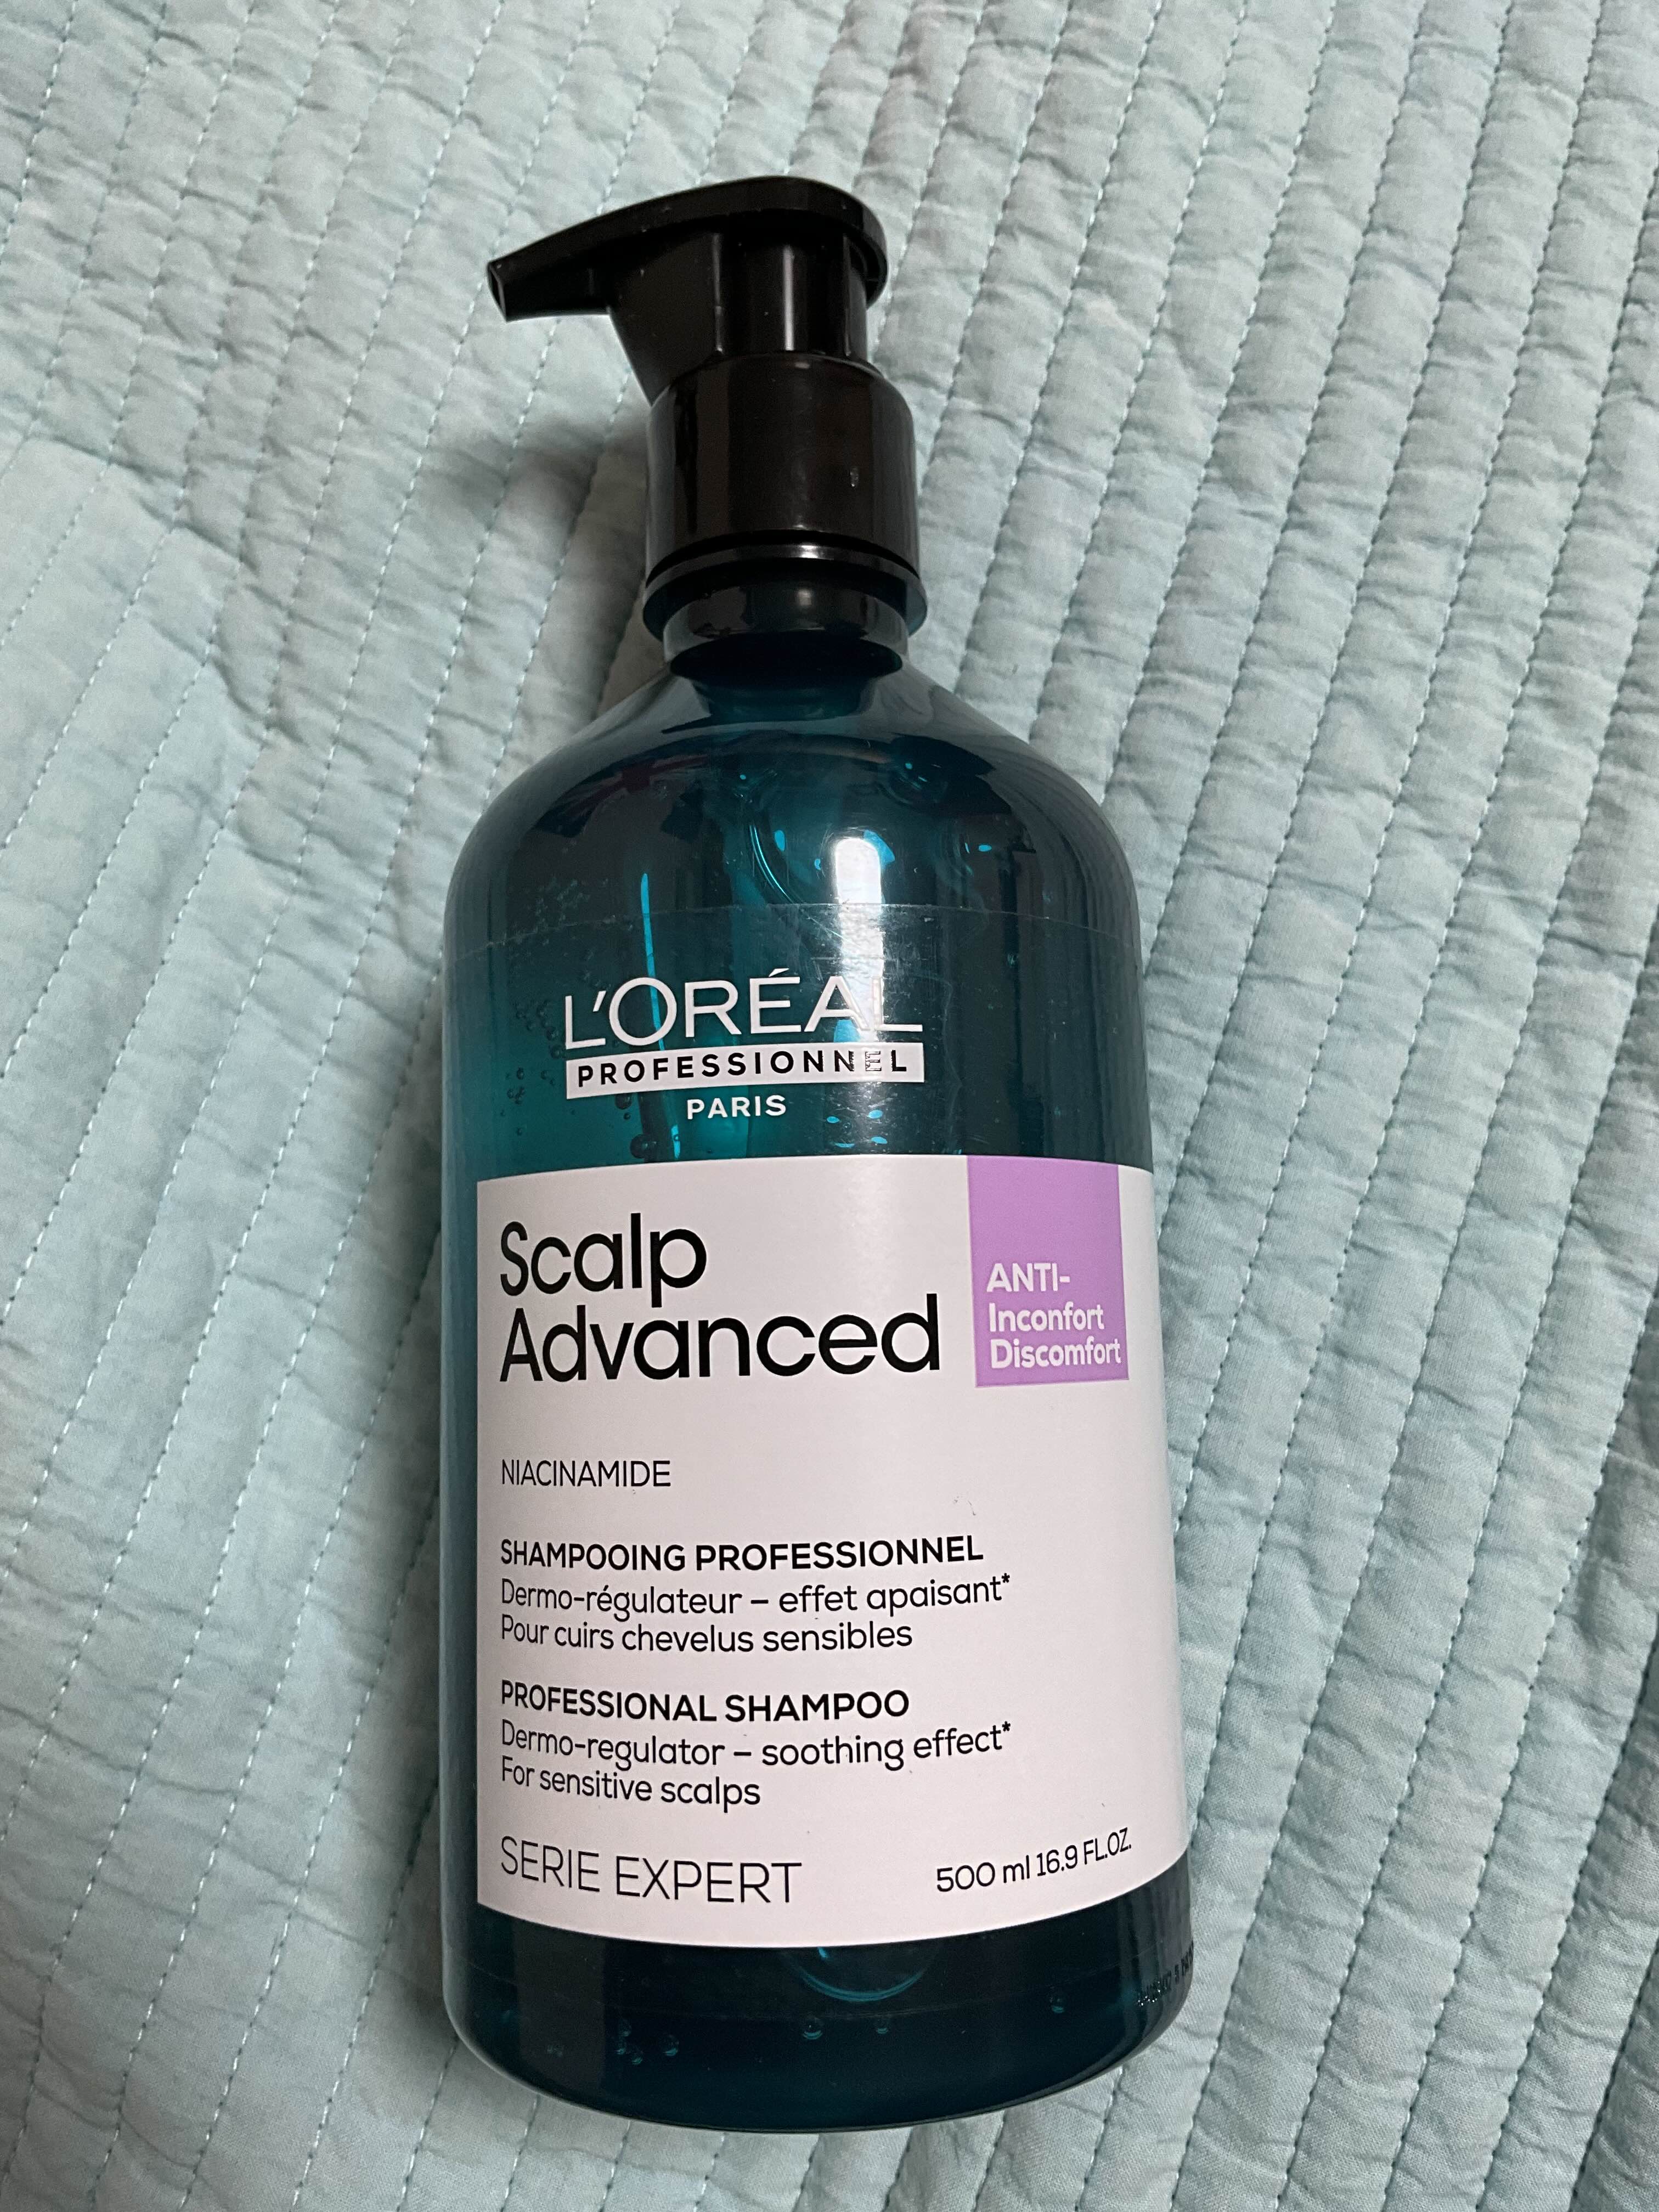 L'ORÉAL
PROFESSIONNEL
PARIS
Scalp
Advanced
ANTI-
Inconfort
Discomfort
NIACINAMIDE
SHAMPOOING PROFESSIONNEL
Dermo-régulateur – effet apaisant*
Pour cuirs chevelus sensibles
PROFESSIONAL SHAMPOO
Dermo-regulator – soothing effect*
For sensitive scalps
SERIE EXPERT
500 ml 16.9 FL.OZ.